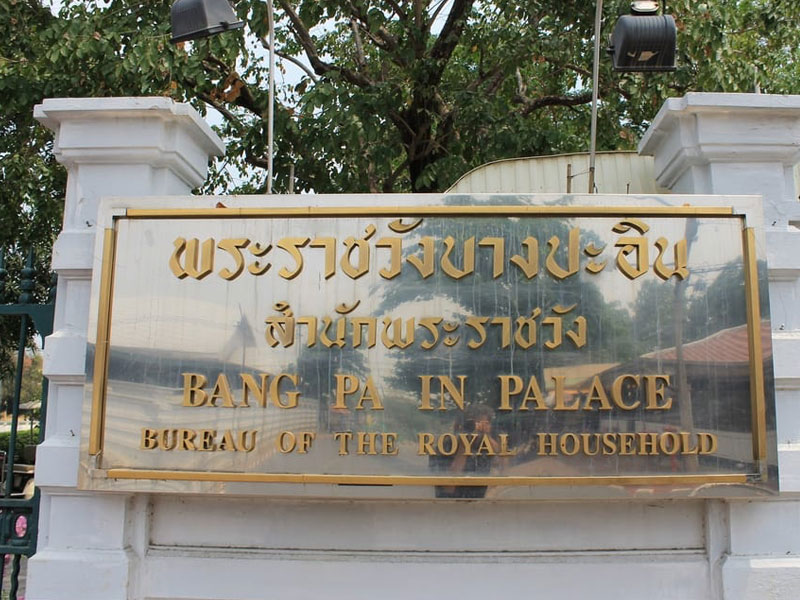 พระราชวังบางปะอิน
สำนักพระราชวัง
BANG PA IN PALACE
BUREAU OF THE ROYAL HOUSEHOLD